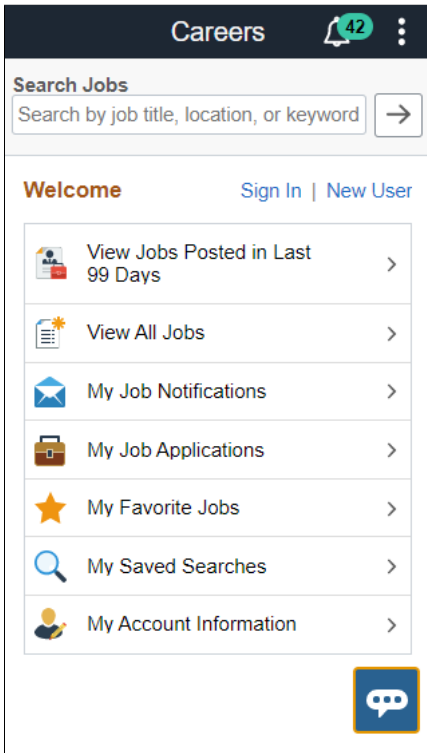 Careers
42
Search Jobs
Search by job title, location, or keyword
Welcome
Sign In | New User
View Jobs Posted in Last
99 Days
View All Jobs
My Job Notifications
My Job Applications
My Favorite Jobs
My Saved Searches
My Account Information